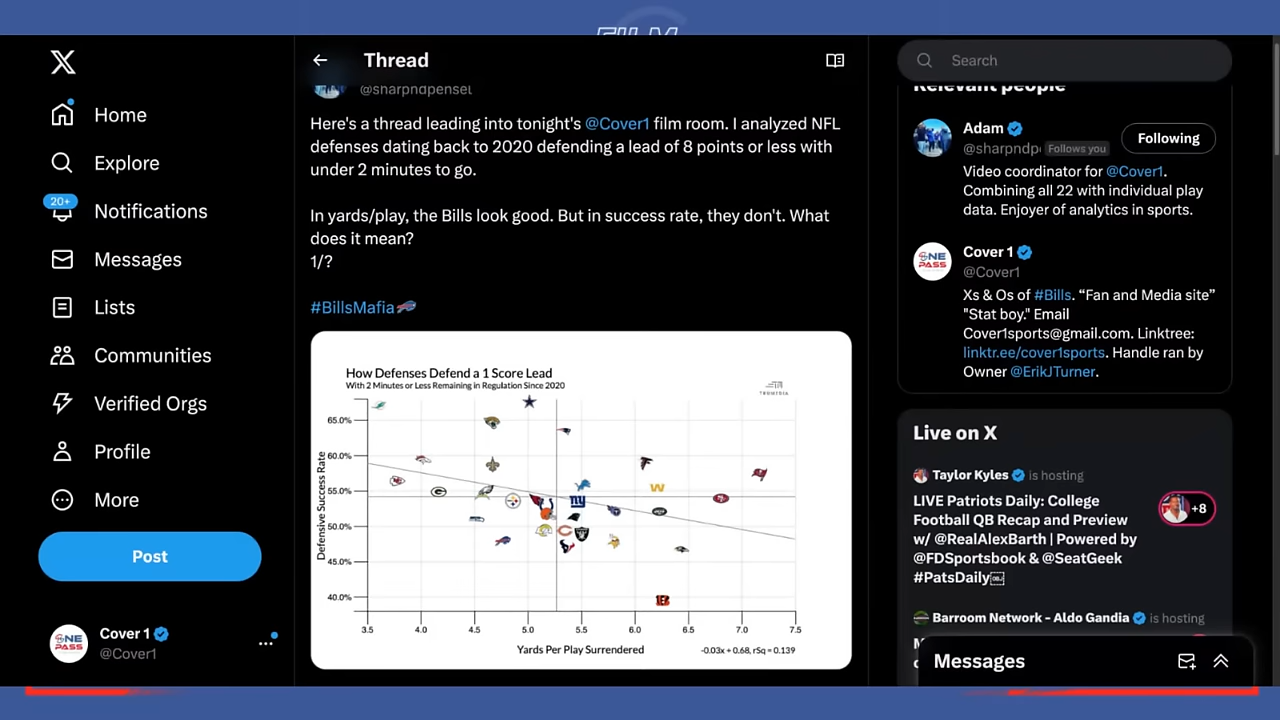 FILM
Thread
Search
@sharpndpensel
Home
Explore
20+
Notifications
Messages
Lists
Communities
Verified Orgs
Profile
More
Post
Cover 1
@Cover1
Here's a thread leading into tonight's @Cover1 film room. I analyzed NFL
defenses dating back to 2020 defending a lead of 8 points or less with
under 2 minutes to go.
In yards/play, the Bills look good. But in success rate, they don't. What
does it mean?
1/?
#BillsMafia
How Defenses Defend a 1 Score Lead
With 2 Minutes or Less Remaining in Regulation Since 2020
TRUMEDIA
Defensive Success Rate
65.0%
60.0%
55.0%
50.0%
45.0%
40.0%
3.5 4.0 4.5 5.0 5.5 6.0 6.5 7.0 7.5
Yards Per Play Surrendered
-0.03x + 0.68, rSq = 0.139
Relevant people
Adam
@sharpndp
Follows you
Following
Video coordinator for @Cover1.
Combining all 22 with individual play
data. Enjoyer of analytics in sports.
Cover 1
@Cover1
Xs & Os of #Bills. “Fan and Media site”
"Stat boy." Email
Cover1sports@gmail.com. Linktree:
linktr.ee/cover1sports. Handle ran by
Owner @ErikJTurner.
Live on X
Taylor Kyles is hosting
LIVE Patriots Daily: College
Football QB Recap and Preview
w/ @RealAlexBarth | Powered by
@FDSportsbook & @SeatGeek
#PatsDaily
+8
Barroom Network - Aldo Gandia is hosting
Messages